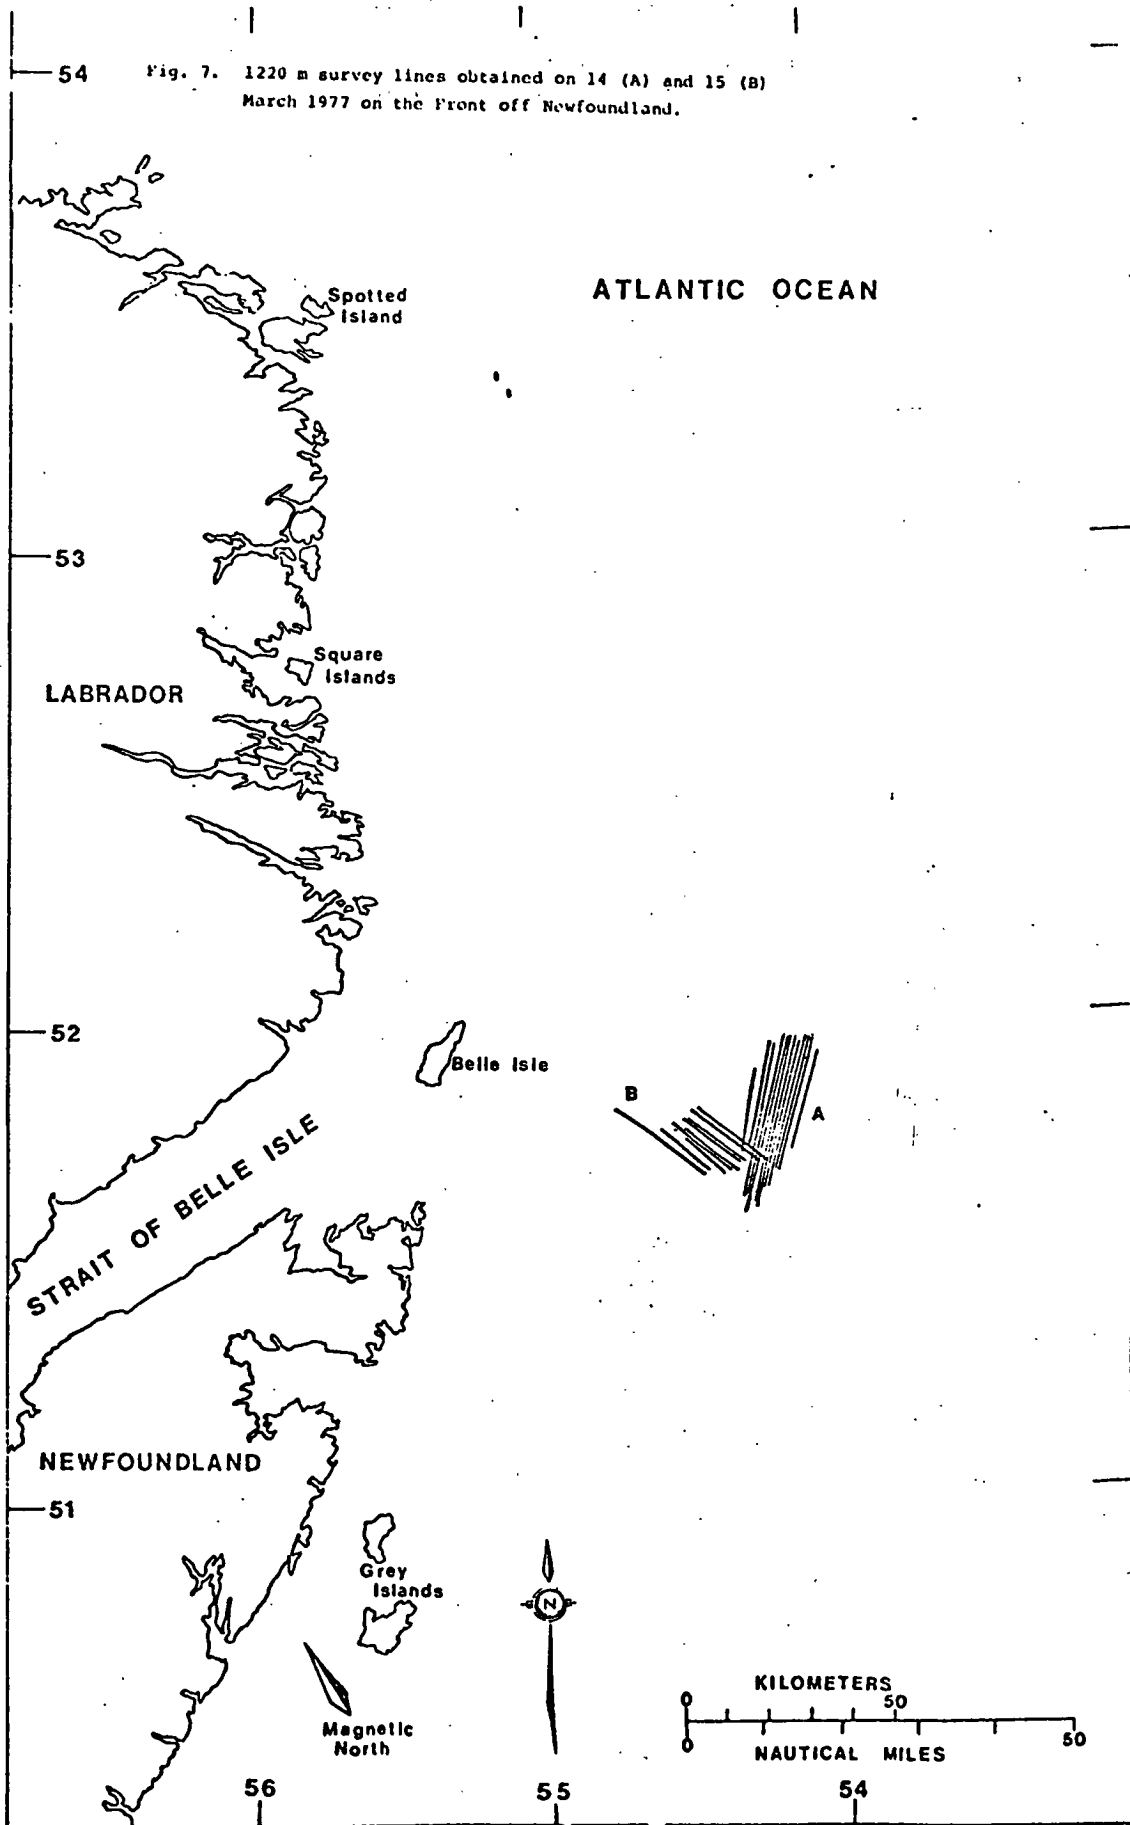 54
Fig. 7. 1220 m survey lines obtained on 14 (A) and 15 (B)
March 1977 on the Front off Newfoundland.
Spotted
Island
ATLANTIC OCEAN
53
Square
Islands
LABRADOR
52
Belle Isle
B
A
STRAIT OF BELLE ISLE
NEWFOUNDLAND
51
Grey
Islands
N
Magnetic
North
KILOMETERS
0 50
0 50
NAUTICAL MILES
56 55 54